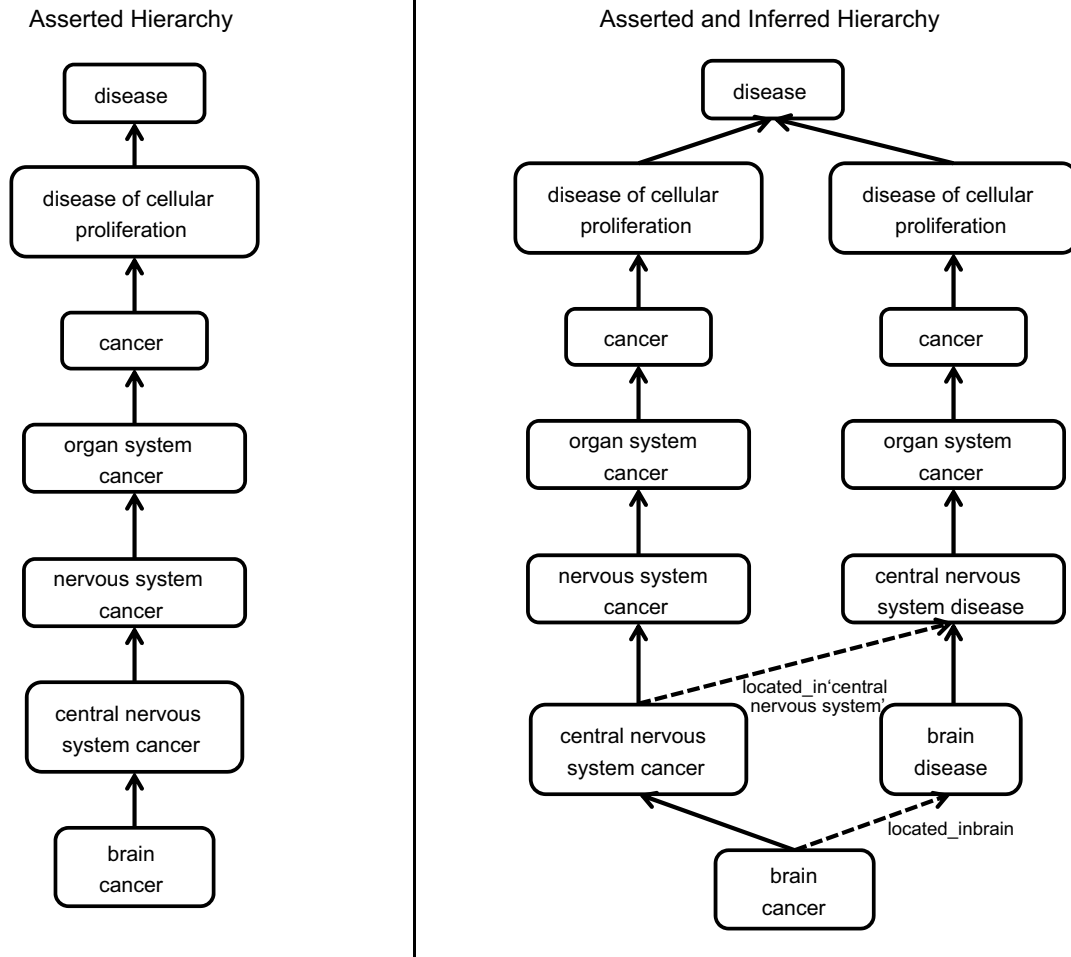 Asserted Hierarchy
disease
disease of cellular
proliferation
cancer
organ system
cancer
nervous system
cancer
central nervous
system cancer
brain
cancer
Asserted and Inferred Hierarchy
disease
disease of cellular
proliferation
cancer
organ system
cancer
nervous system
cancer
central nervous
system cancer
disease of cellular
proliferation
cancer
organ system
cancer
central nervous
system disease
located_in‘central
nervous system’
brain
disease
located_inbrain
brain
cancer